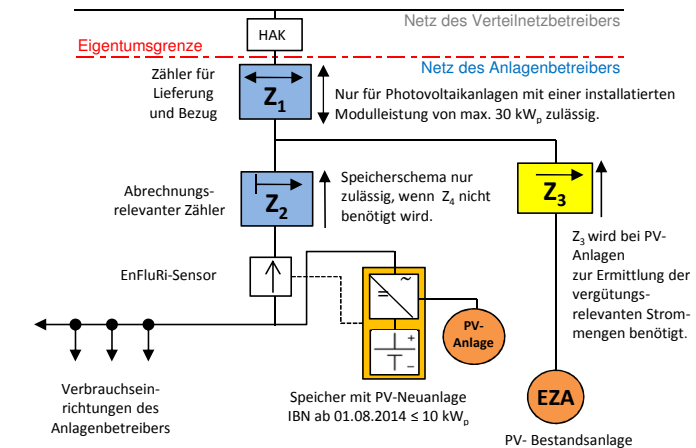 Netz des Verteilnetzbetreibers
HAK
Eigentumsgrenze
Netz des Anlagenbetreibers
Zähler für
Lieferung
und Bezug
Z1
Nur für Photovoltaikanlagen mit einer installatierten
Modulleistung von max. 30 kWp zulässig.
Abrechnungs-
relevanter Zähler
Z2
Speicherschema nur
zulässig, wenn Z4 nicht
benötigt wird.
Z3
Z3 wird bei PV-
Anlagen
zur Ermittlung der
vergütungs-
relevanten Strom-
mengen benötigt.
EnFluRi-Sensor
=
~
+
−
PV-
Anlage
Verbrauchsein-
richtungen des
Anlagenbetreibers
Speicher mit PV-Neuanlage
IBN ab 01.08.2014 ≤ 10 kWp
EZA
PV- Bestandsanlage